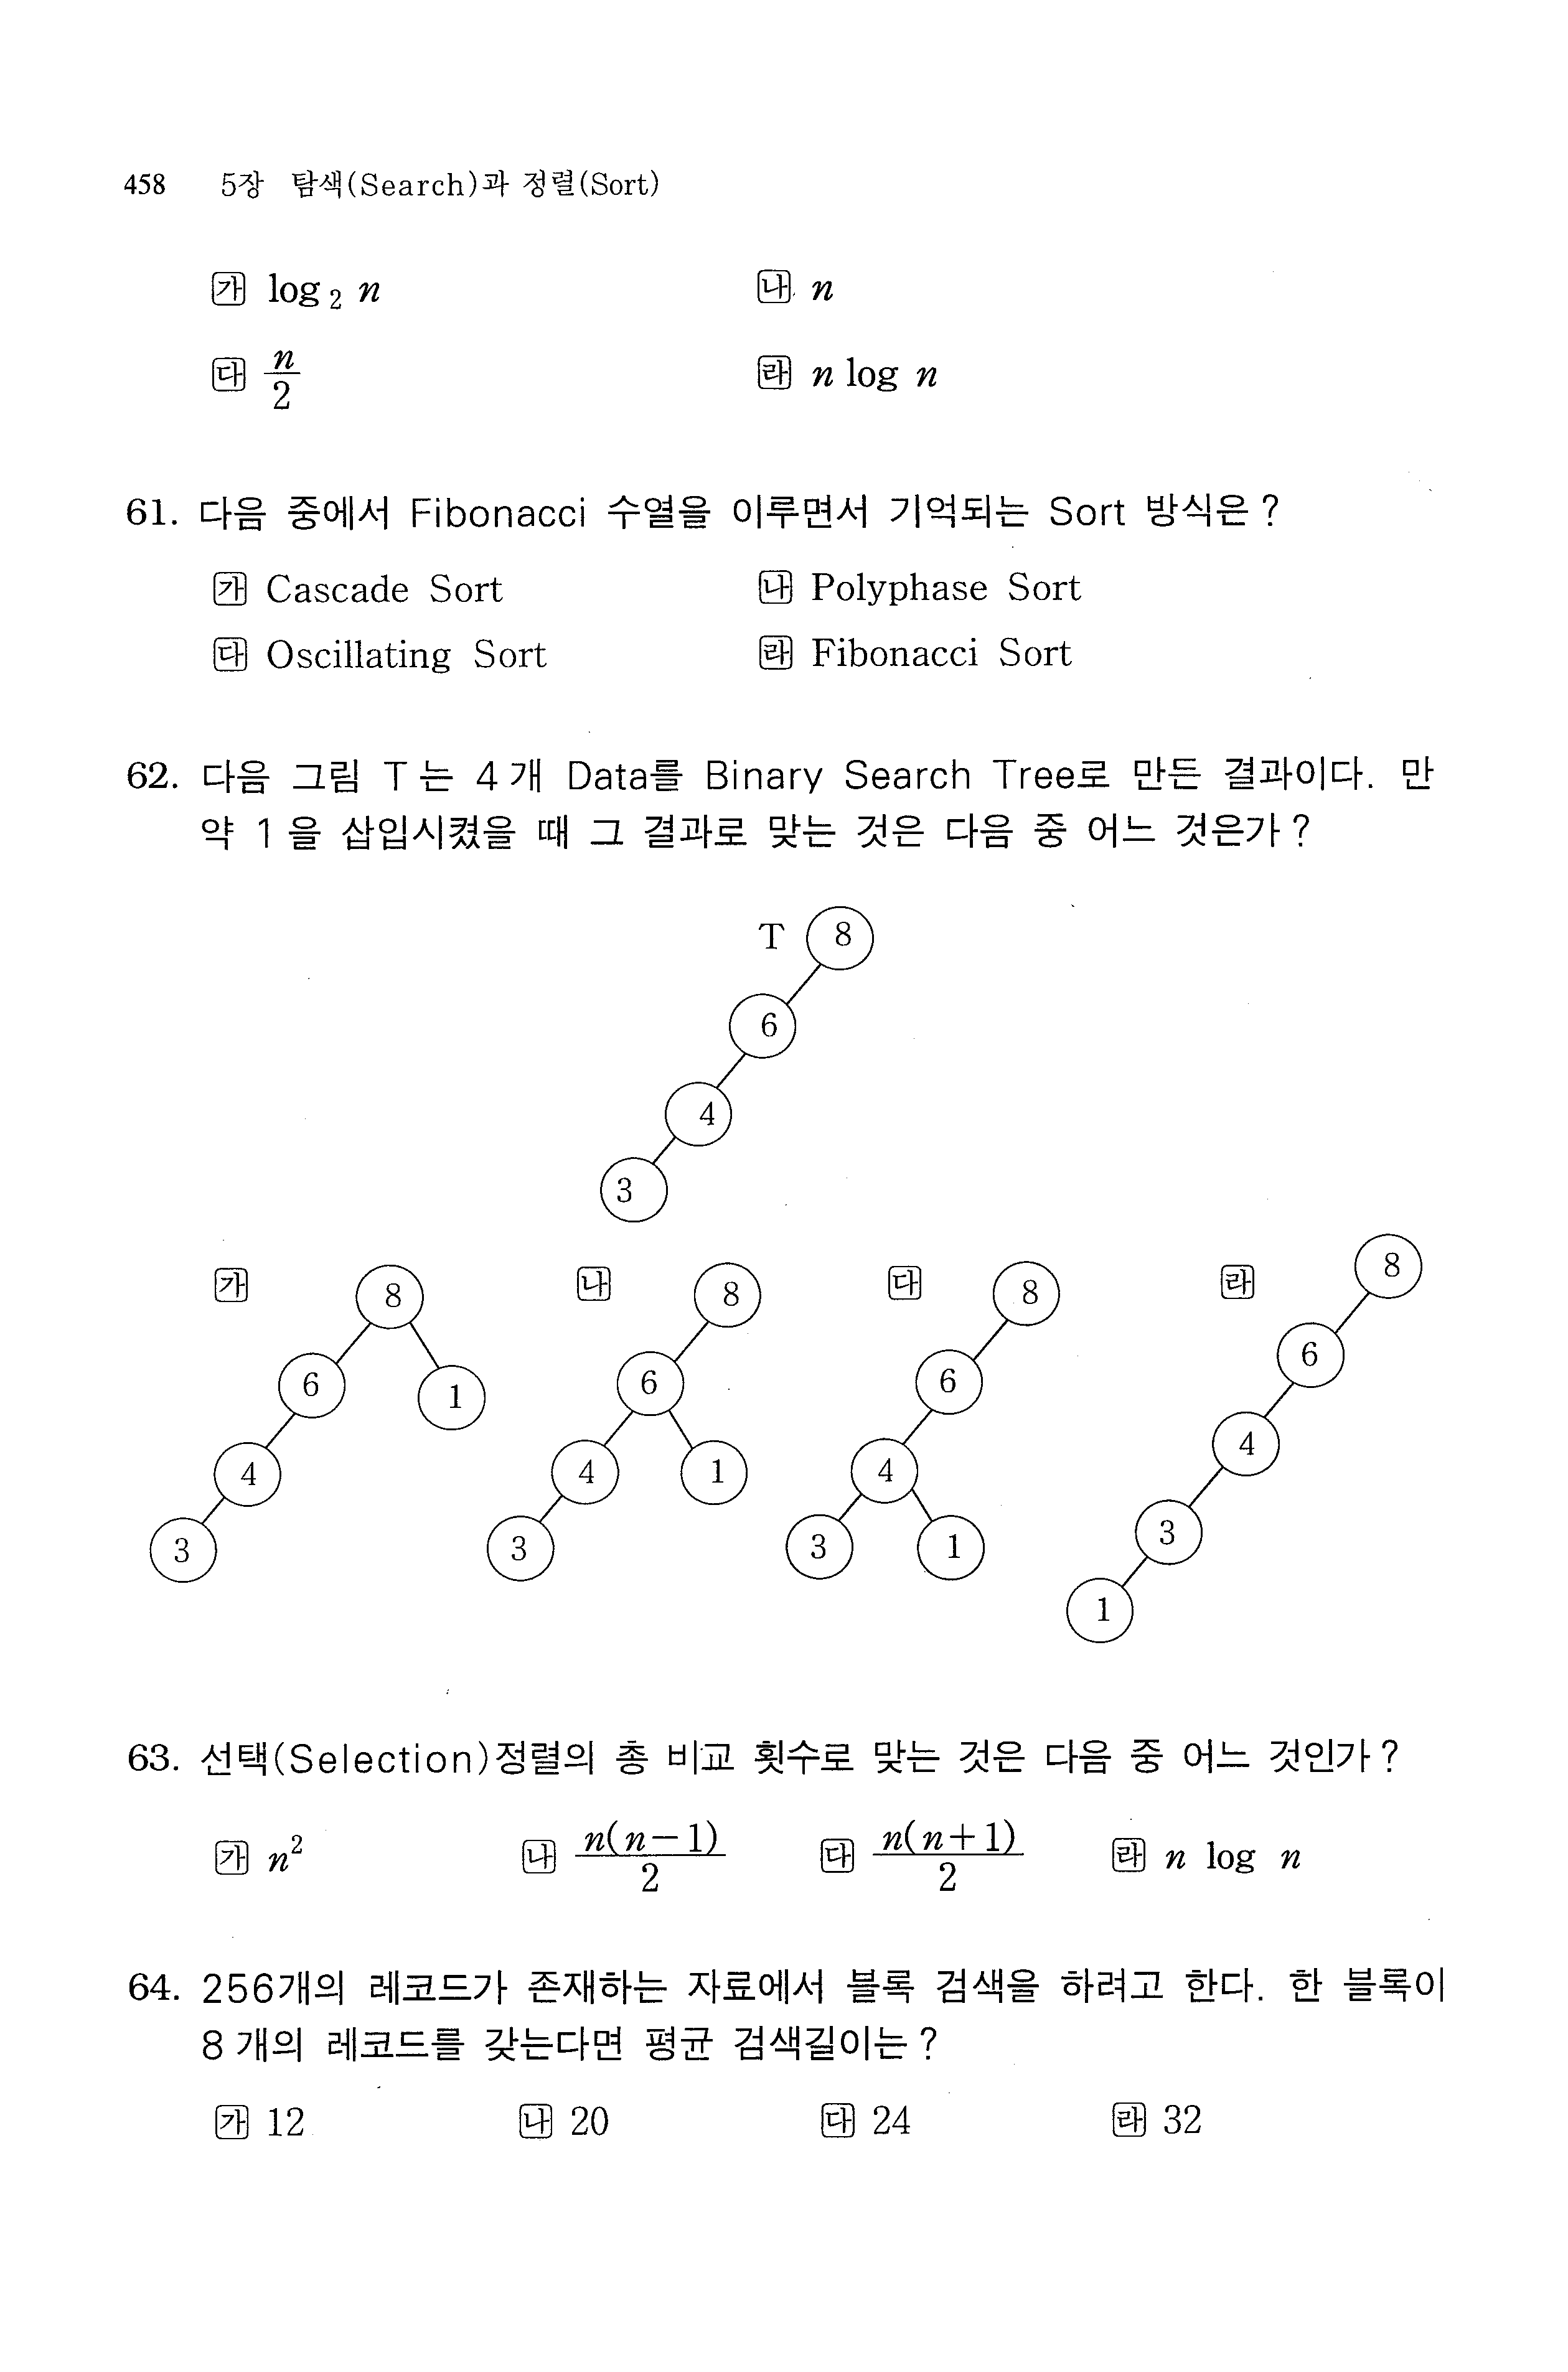 458 5장 탐색(Search)과 정렬(Sort)
㉮ log₂ n ㉯ n
㉰ n/2 ㉱ n log n
61. 다음 중에서 Fibonacci 수열을 이루면서 기억되는 Sort 방식은?
㉮ Cascade Sort ㉯ Polyphase Sort
㉰ Oscillating Sort ㉱ Fibonacci Sort
62. 다음 그림 T는 4개 Data를 Binary Search Tree로 만든 결과이다. 만
약 1을 삽입시켰을 때 그 결과로 맞는 것은 다음 중 어느 것은가?
T 8
6
4
3
㉮ 8 6 1 4 3
㉯ 8 6 4 1 3
㉰ 8 6 4 3 1
㉱ 8 6 4 3 1
63. 선택(Selection)정렬의 총 비교 횟수로 맞는 것은 다음 중 어느 것인가?
㉮ n² ㉯ n(n−1)/2 ㉰ n(n+1)/2 ㉱ n log n
64. 256개의 레코드가 존재하는 자료에서 블록 검색을 하려고 한다. 한 블록이
8개의 레코드를 갖는다면 평균 검색길이는?
㉮ 12 ㉯ 20 ㉰ 24 ㉱ 32